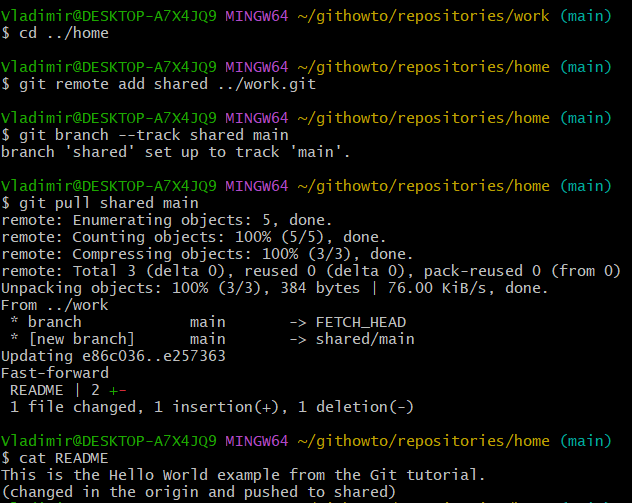 Vladimir@DESKTOP-A7X4JQ9 MINGW64 ~/githowto/repositories/work (main)
$ cd ../home
Vladimir@DESKTOP-A7X4JQ9 MINGW64 ~/githowto/repositories/home (main)
$ git remote add shared ../work.git
Vladimir@DESKTOP-A7X4JQ9 MINGW64 ~/githowto/repositories/home (main)
$ git branch --track shared main
branch 'shared' set up to track 'main'.
Vladimir@DESKTOP-A7X4JQ9 MINGW64 ~/githowto/repositories/home (main)
$ git pull shared main
remote: Enumerating objects: 5, done.
remote: Counting objects: 100% (5/5), done.
remote: Compressing objects: 100% (3/3), done.
remote: Total 3 (delta 0), reused 0 (delta 0), pack-reused 0 (from 0)
Unpacking objects: 100% (3/3), 384 bytes | 76.00 KiB/s, done.
From ../work
 * branch            main       -> FETCH_HEAD
 * [new branch]      main       -> shared/main
Updating e86c036..e257363
Fast-forward
 README | 2 +-
 1 file changed, 1 insertion(+), 1 deletion(-)
Vladimir@DESKTOP-A7X4JQ9 MINGW64 ~/githowto/repositories/home (main)
$ cat README
This is the Hello World example from the Git tutorial.
(changed in the origin and pushed to shared)